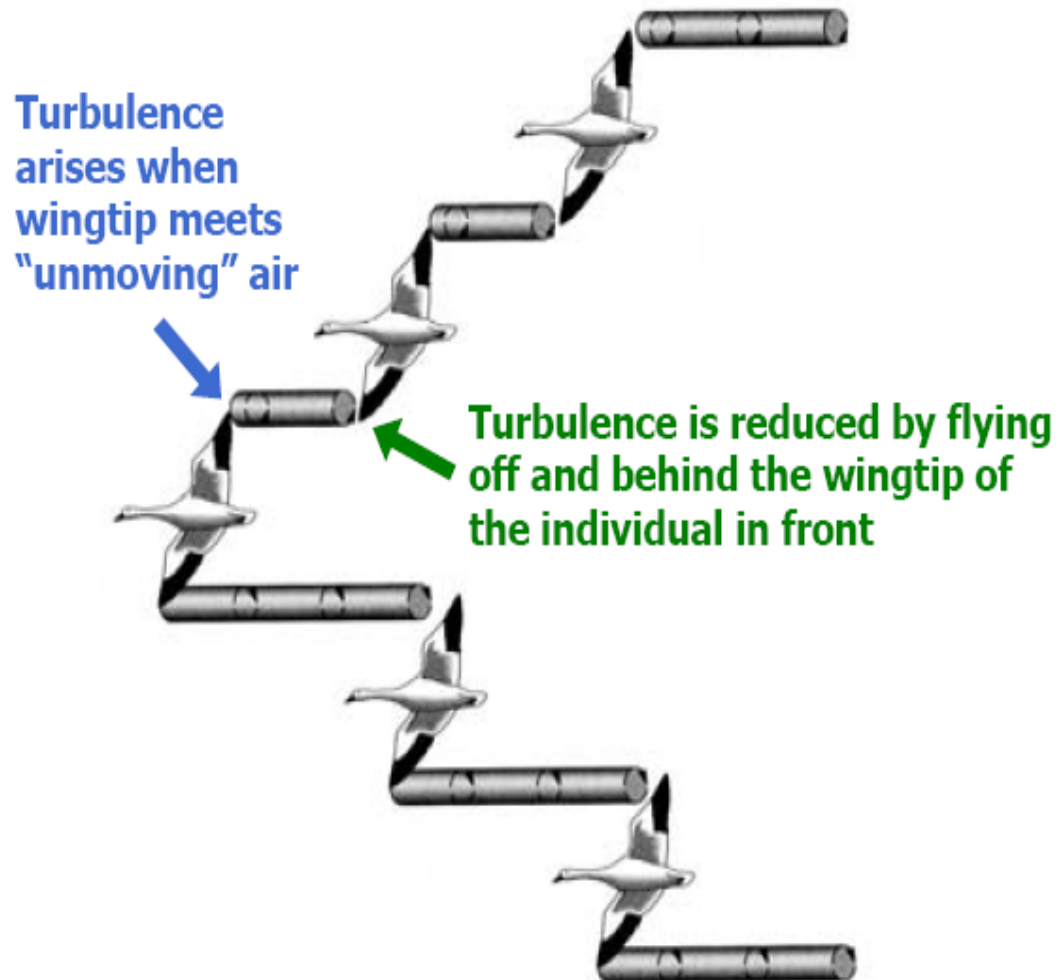 Turbulence
arises when
wingtip meets
“unmoving” air
Turbulence is reduced by flying
off and behind the wingtip of
the individual in front